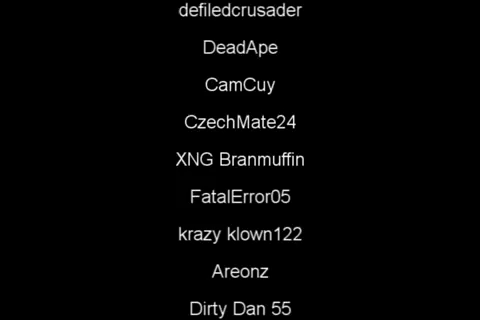 defiledcrusader
DeadApe
CamCuy
CzechMate24
XNG Branmuffin
FatalError05
krazy klown122
Areonz
Dirty Dan 55